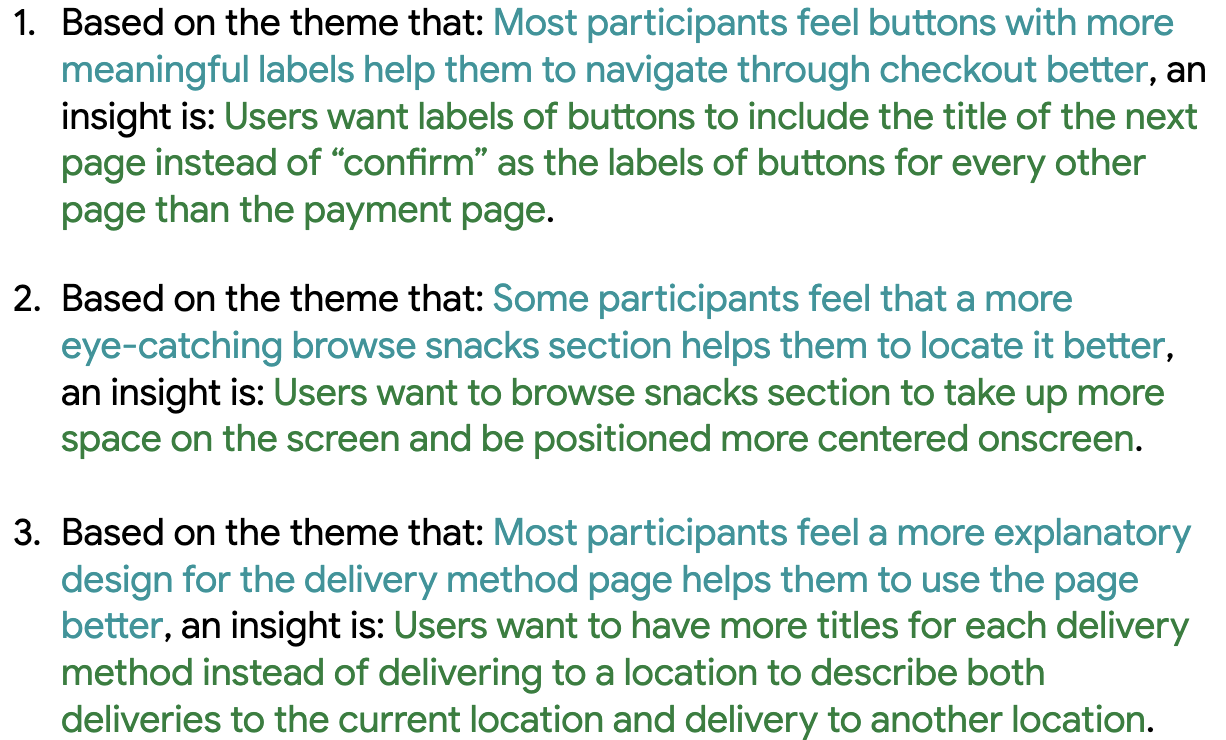 1. Based on the theme that: Most participants feel buttons with more
meaningful labels help them to navigate through checkout better, an
insight is: Users want labels of buttons to include the title of the next
page instead of “confirm” as the labels of buttons for every other
page than the payment page.
2. Based on the theme that: Some participants feel that a more
eye-catching browse snacks section helps them to locate it better,
an insight is: Users want to browse snacks section to take up more
space on the screen and be positioned more centered onscreen.
3. Based on the theme that: Most participants feel a more explanatory
design for the delivery method page helps them to use the page
better, an insight is: Users want to have more titles for each delivery
method instead of delivering to a location to describe both
deliveries to the current location and delivery to another location.